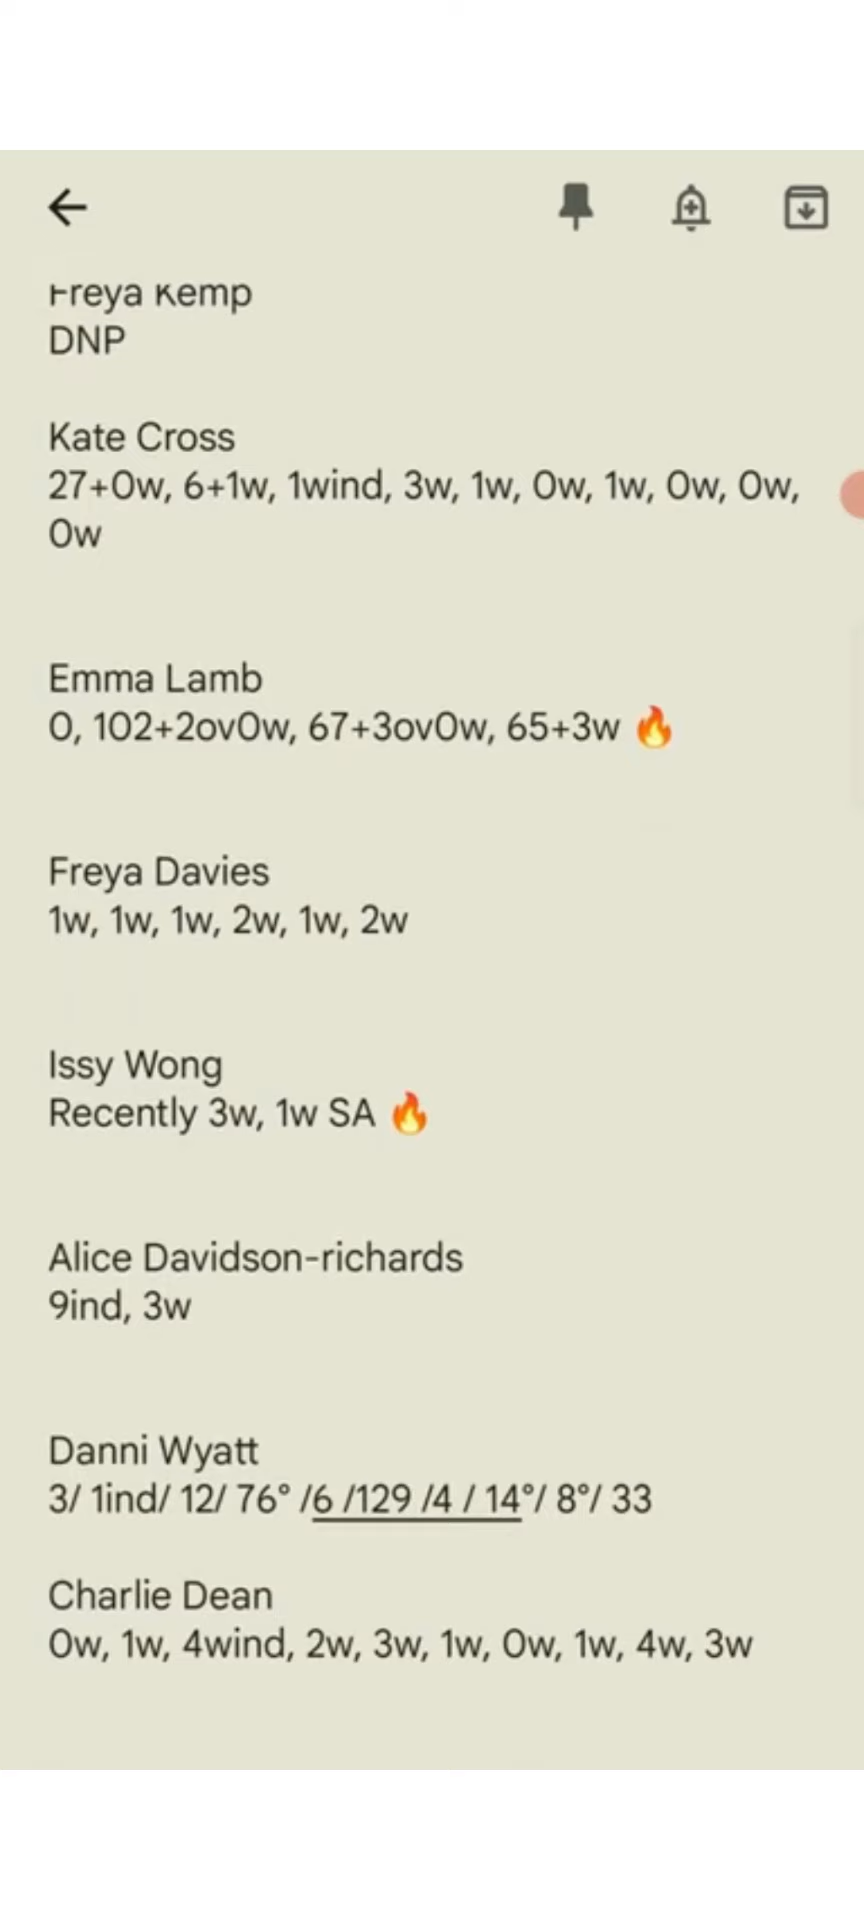 Freya Kemp
DNP
Kate Cross
27+0w, 6+1w, 1wind, 3w, 1w, 0w, 1w, 0w, 0w,
0w
Emma Lamb
0, 102+2ov0w, 67+3ov0w, 65+3w 🔥
Freya Davies
1w, 1w, 1w, 2w, 1w, 2w
Issy Wong
Recently 3w, 1w SA 🔥
Alice Davidson-richards
9ind, 3w
Danni Wyatt
3/ 1ind/ 12/ 76° /6 /129 /4 / 14°/ 8°/ 33
Charlie Dean
0w, 1w, 4wind, 2w, 3w, 1w, 0w, 1w, 4w, 3w